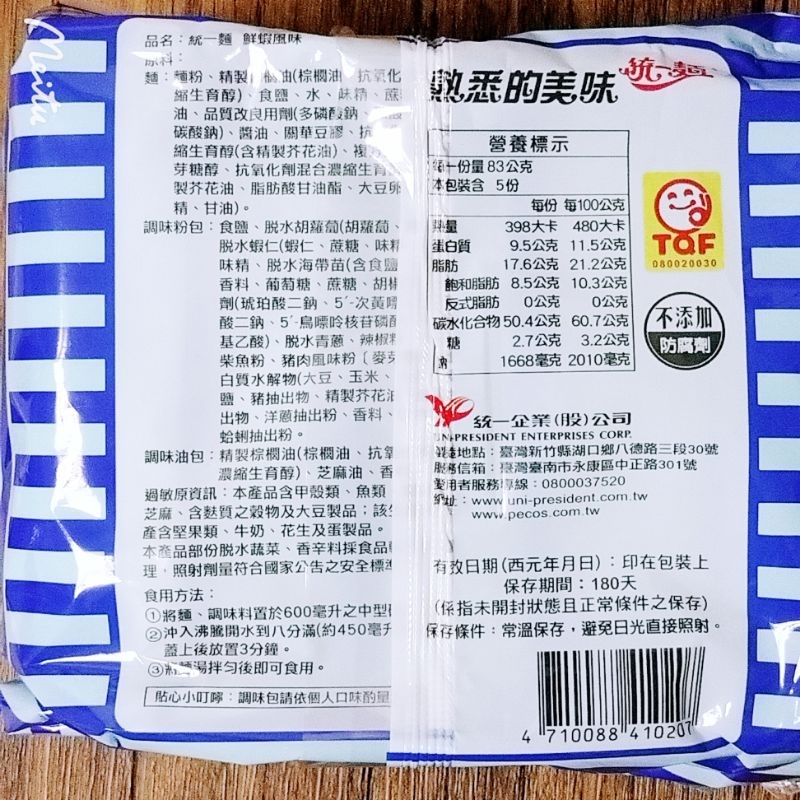 Meitu
品名：統一麵 鮮蝦風味
原料：
麵：麵粉、精製棕櫚油(棕櫚油、抗氧化
縮生育醇)、食鹽、水、味精、蔗
油、品質改良用劑(多磷酸鈉、
碳酸鈉)、醬油、關華豆膠、抗
縮生育醇(含精製芥花油)、複
芽糖醇、抗氧化劑混合濃縮生育
製芥花油、脂肪酸甘油酯、大豆卵
精、甘油)。
調味粉包：食鹽、脫水胡蘿蔔(胡蘿蔔、
脫水蝦仁(蝦仁、蔗糖、味精
味精、脫水海帶苗(含食鹽
香料、葡萄糖、蔗糖、胡椒
劑(琥珀酸二鈉、5'-次黃嘌
酸二鈉、5'-鳥嘌呤核苷磷酸
基乙酸)、脫水青蔥、辣椒粉
柴魚粉、豬肉風味粉〔麥芽
白質水解物(大豆、玉米、
鹽、豬抽出物、精製芥花油
出物、洋蔥抽出粉、香料、
蛤蜊抽出粉。
調味油包：精製棕櫚油(棕櫚油、抗氧
濃縮生育醇)、芝麻油、香
過敏原資訊：本產品含甲殼類、魚類
芝麻、含麩質之穀物及大豆製品；該生
產含堅果類、牛奶、花生及蛋製品。
本產品部份脫水蔬菜、香辛料採食品
理，照射劑量符合國家公告之安全標準
食用方法：
①將麵、調味料置於600毫升之中型
②沖入沸騰開水到八分滿(約450毫升
蓋上後放置3分鐘。
③將麵湯拌勻後即可食用。
貼心小叮嚀：調味包請依個人口味酌量
熟悉的美味 統一麵
營養標示
每一份量 83公克
本包裝含 5份
每份 每100公克
熱量 398大卡 480大卡
蛋白質 9.5公克 11.5公克
脂肪 17.6公克 21.2公克
飽和脂肪 8.5公克 10.3公克
反式脂肪 0公克 0公克
碳水化合物 50.4公克 60.7公克
糖 2.7公克 3.2公克
鈉 1668毫克 2010毫克
TQF
080020030
不添加
防腐劑
統一企業(股)公司
UNI-PRESIDENT ENTERPRISES CORP.
製造地點：臺灣新竹縣湖口鄉八德路三段30號
服務信箱：臺灣臺南市永康區中正路301號
愛用者服務專線：0800037520
網址：www.uni-president.com.tw
www.pecos.com.tw
有效日期(西元年月日)：印在包裝上
保存期間：180天
(係指未開封狀態且正常條件之保存)
保存條件：常溫保存，避免日光直接照射。
4 710088 410207